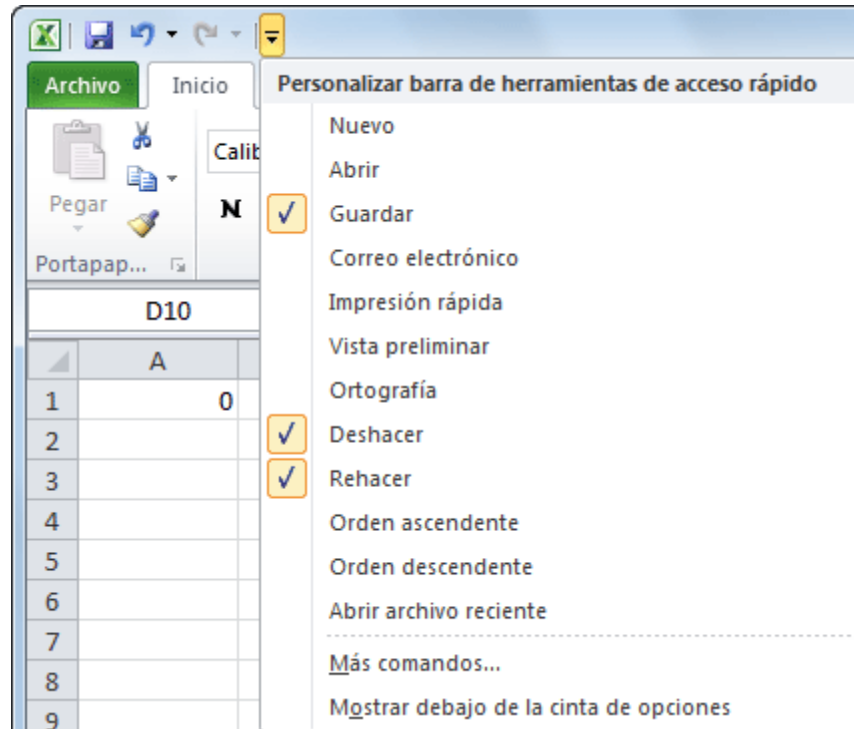 Archivo Inicio
Personalizar barra de herramientas de acceso rápido
Nuevo
Abrir
Calib
Pegar
N
Guardar
Portapap...
Correo electrónico
D10
Impresión rápida
Vista preliminar
A
Ortografía
1 0
2
Deshacer
3
Rehacer
4
Orden ascendente
5
Orden descendente
6
Abrir archivo reciente
7
Más comandos...
8
Mostrar debajo de la cinta de opciones
9